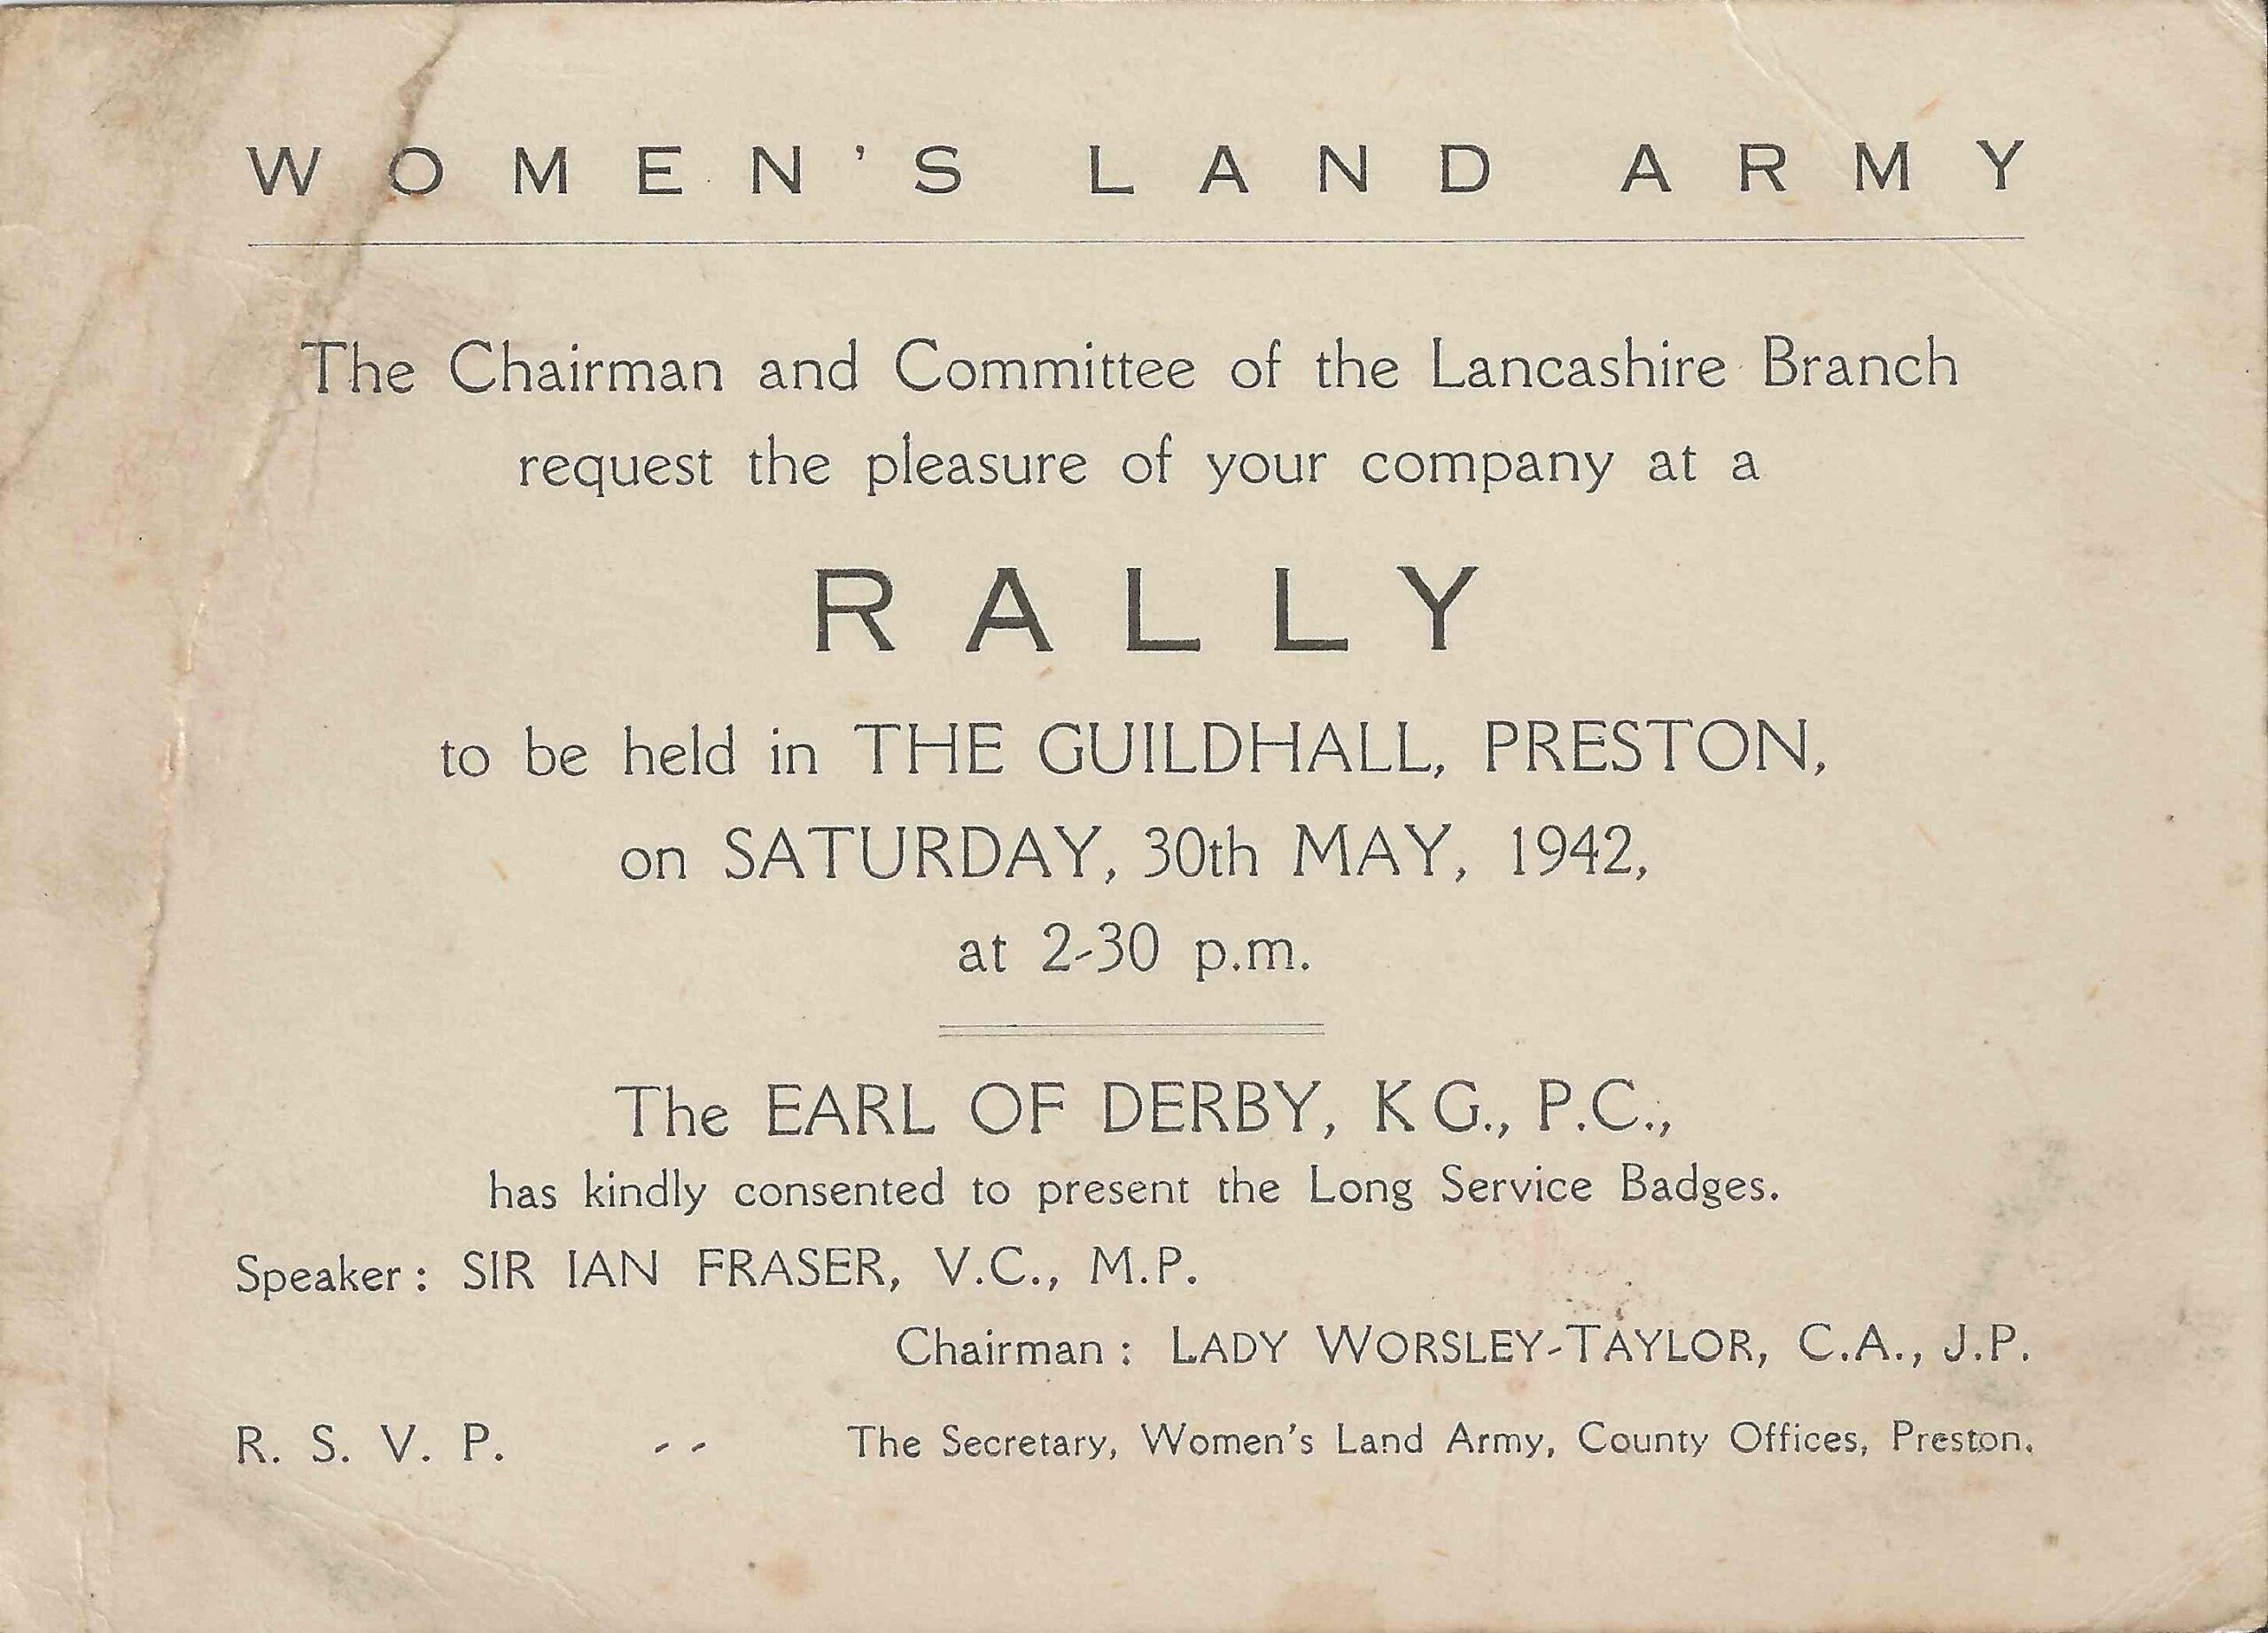 WOMEN'S LAND ARMY
The Chairman and Committee of the Lancashire Branch
request the pleasure of your company at a
RALLY
to be held in THE GUILDHALL, PRESTON,
on SATURDAY, 30th MAY, 1942,
at 2-30 p.m.
The EARL OF DERBY, K G., P.C.,
has kindly consented to present the Long Service Badges.
Speaker : SIR IAN FRASER, V.C., M.P.
Chairman : LADY WORSLEY-TAYLOR, C.A., J.P.
R. S. V. P. - - The Secretary, Women's Land Army, County Offices, Preston.